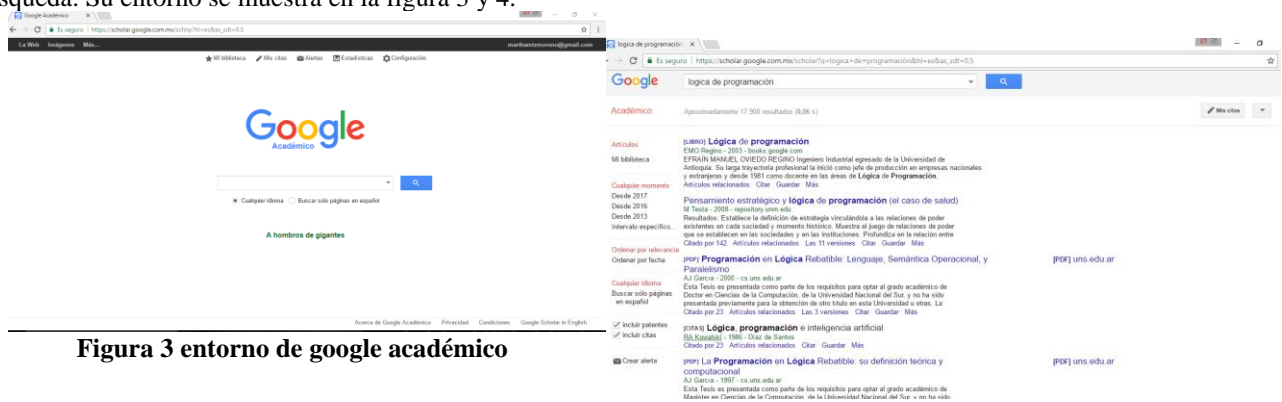 squeda. Su entorno se muestra en la figura 3 y 4.
Google Académico
Es seguro | https://scholar.google.com.mx/schhp?hl=es&as_sdt=0,5
La Web Imágenes Más...
marthamizmoreno@gmail.com
Mi biblioteca Mis citas Alertas Estadísticas Configuración
Google
Académico
Cualquier idioma Buscar sólo páginas en español
A hombros de gigantes
Acerca de Google Académico Privacidad Condiciones Google Scholar in English
Figura 3 entorno de google académico
logica de programación
Es seguro | https://scholar.google.com.mx/scholar?q=logica+de+programación&hl=es&as_sdt=0,5
Google
logica de programación
Académico
Aproximadamente 17 900 resultados (0,06 s)
Mis citas
Artículos
Mi biblioteca
Cualquier momento
Desde 2017
Desde 2016
Desde 2013
Intervalo específico...
Ordenar por relevancia
Ordenar por fecha
Cualquier idioma
Buscar sólo páginas
en español
incluir patentes
incluir citas
Crear alerta
[LIBRO] Lógica de programación
EMO Regino - 2003 - books.google.com
EFRAÍN MANUEL OVIEDO REGINO Ingeniero Industrial egresado de la Universidad de
Antioquia. Su larga trayectoria profesional la inició como jefe de producción en empresas nacionales
y extranjeras y desde 1981 como docente en las áreas de Lógica de Programación,
Artículos relacionados Citar Guardar Más
Pensamiento estratégico y lógica de programación (el caso de salud)
M Testa - 2008 - repository.unm.edu
Resultados: Establece la definición de estrategia vinculándola a las relaciones de poder
existentes en cada sociedad y momento histórico. Muestra el juego de relaciones de poder
que se establecen en las sociedades y en las instituciones. Profundiza en la relación entre
Citado por 142 Artículos relacionados Las 11 versiones Citar Guardar Más
[PDF] Programación en Lógica Rebatible: Lenguaje, Semántica Operacional, y
Paralelismo
[PDF] uns.edu.ar
AJ García - 2000 - cs.uns.edu.ar
Esta Tesis es presentada como parte de los requisitos para optar al grado académico de
Doctor en Ciencias de la Computación, de la Universidad Nacional del Sur, y no ha sido
presentada previamente para la obtención de otro título en esta Universidad u otras. La
Citado por 23 Artículos relacionados Las 3 versiones Citar Guardar Más
[CITAS] Lógica, programación e inteligencia artificial
RA Kowalski - 1986 - Díaz de Santos
Citado por 23 Artículos relacionados Citar Guardar Más
[PDF] La Programación en Lógica Rebatible: su definición teórica y
computacional
[PDF] uns.edu.ar
AJ García - 1997 - cs.uns.edu.ar
Esta Tesis es presentada como parte de los requisitos para optar al grado académico de
Magister en Ciencias de la Computación, de la Universidad Nacional del Sur, y no ha sido